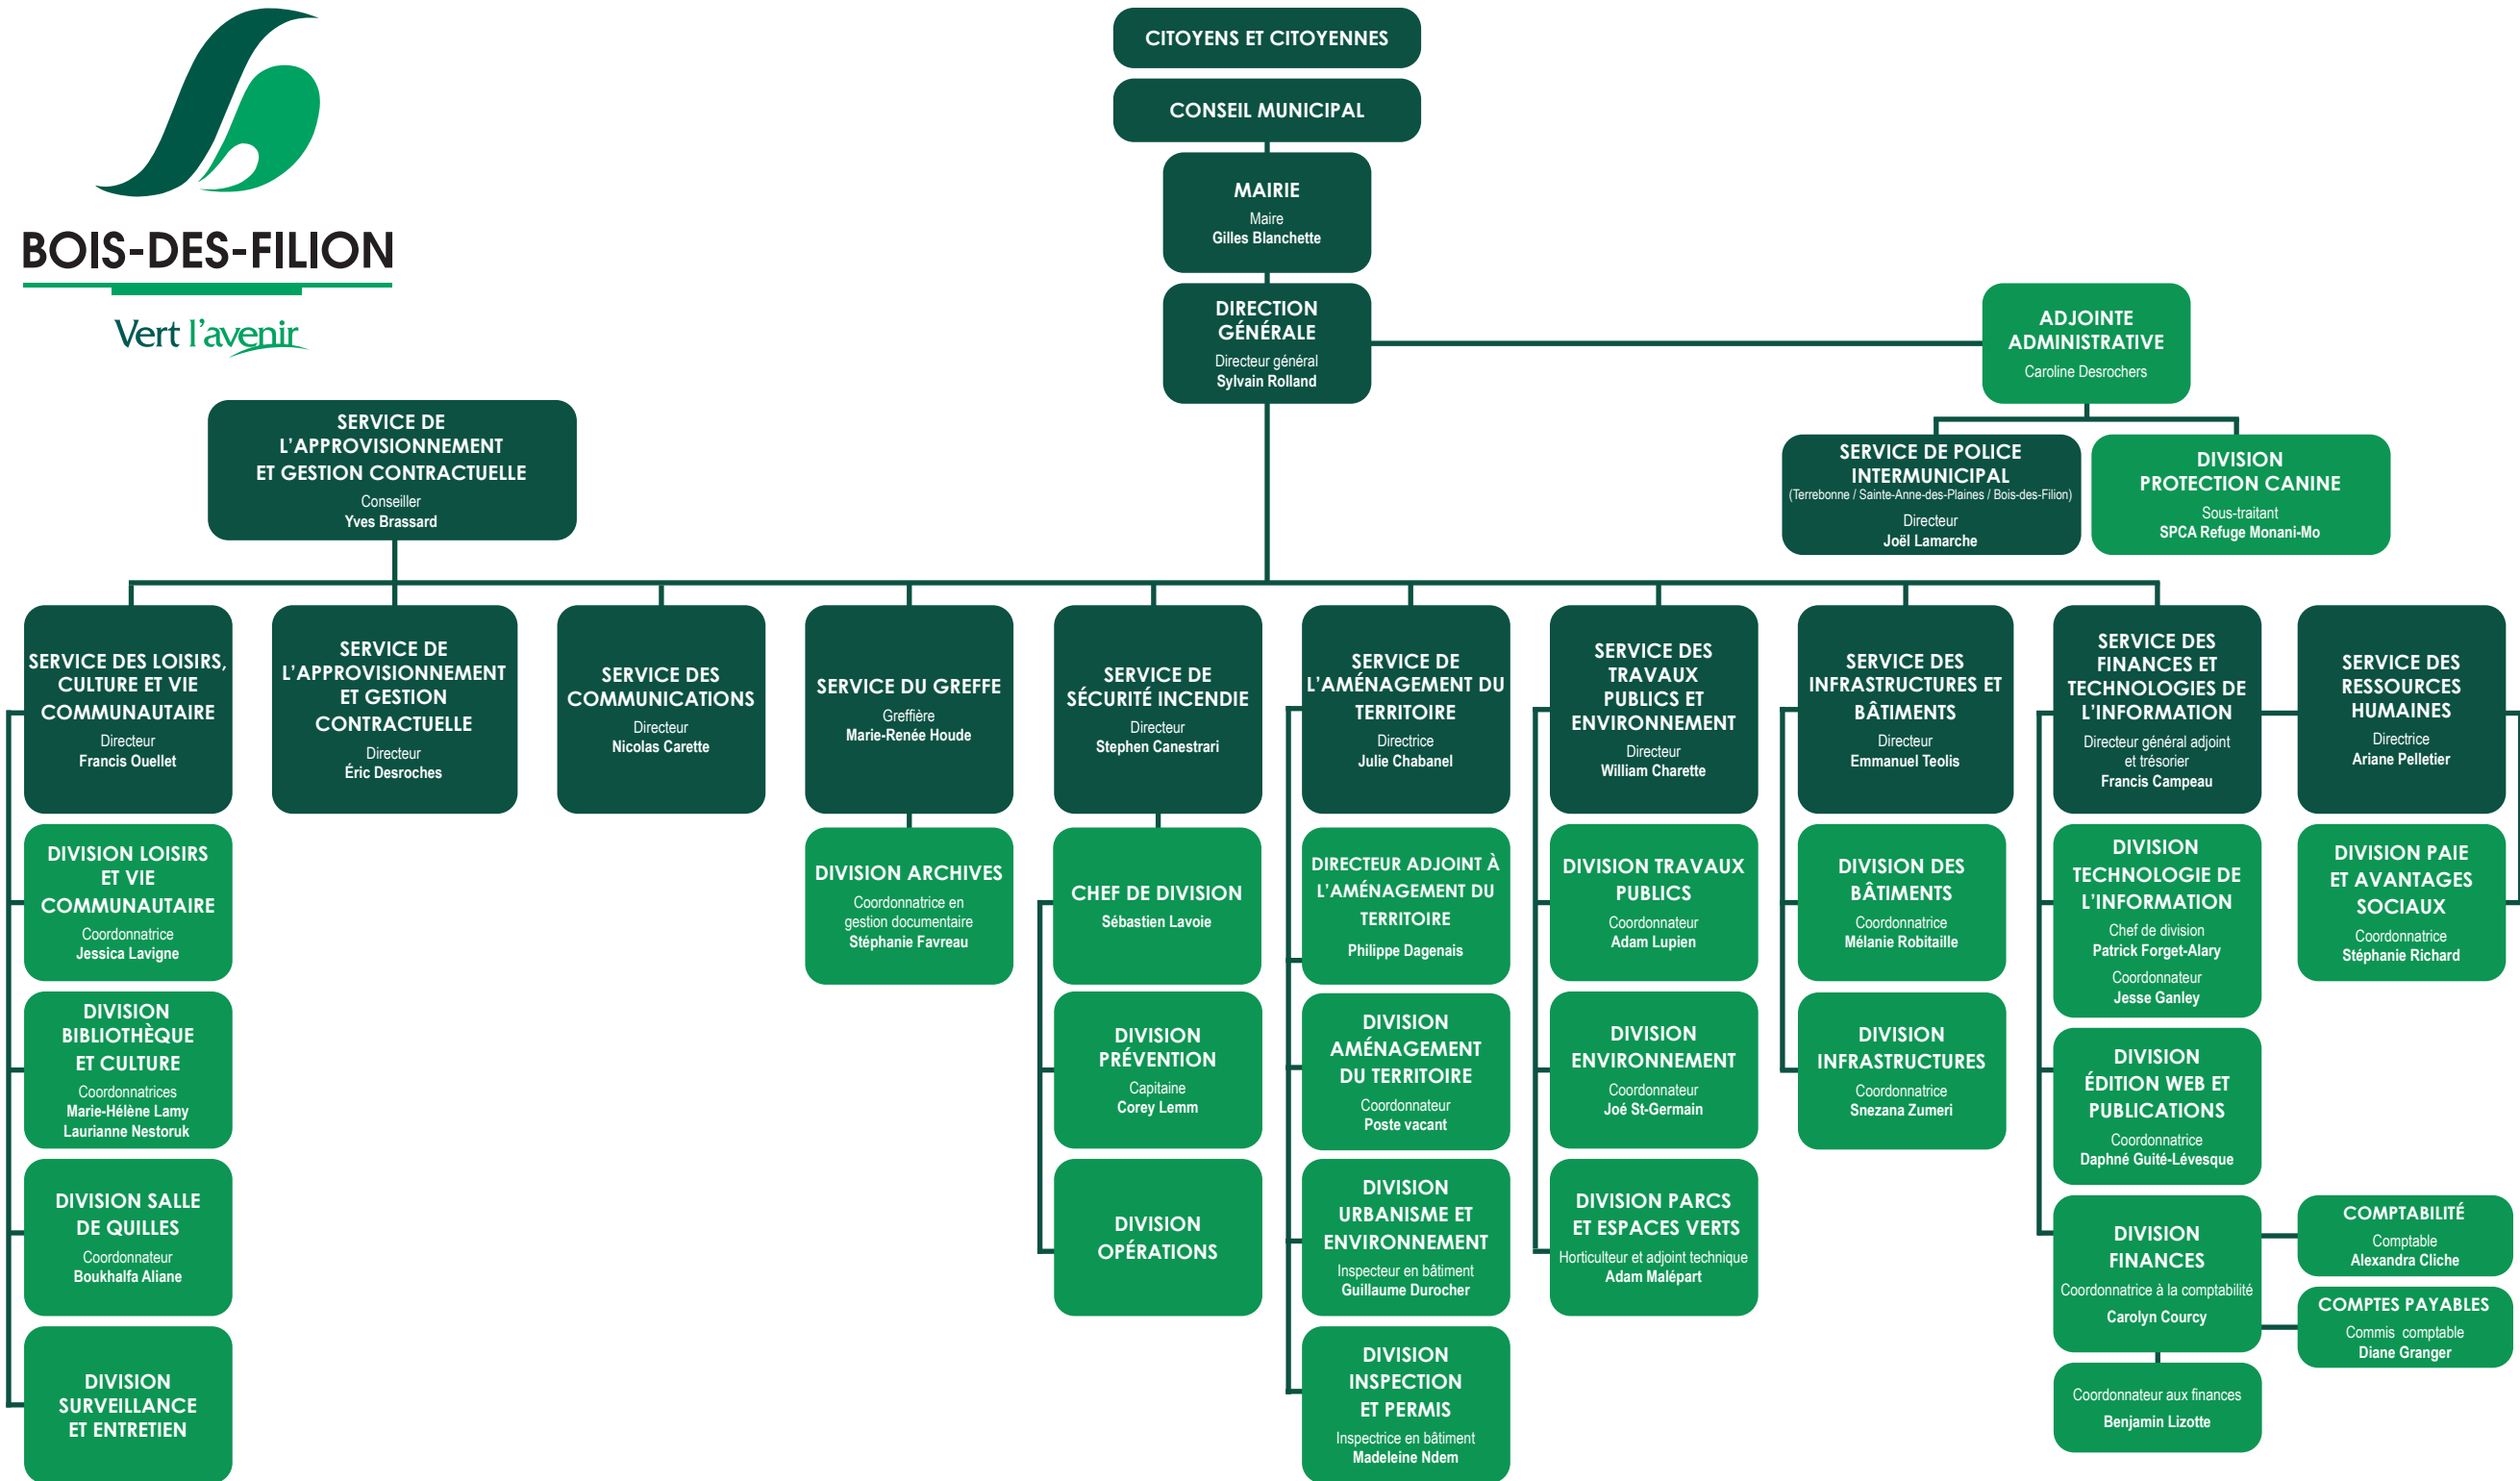 BOIS-DES-FILION
Vert l'avenir
CITOYENS ET CITOYENNES
CONSEIL MUNICIPAL
MAIRIE
Maire
Gilles Blanchette
DIRECTION
GÉNÉRALE
Directeur général
Sylvain Rolland
ADJOINTE
ADMINISTRATIVE
Caroline Desrochers
SERVICE DE
L'APPROVISIONNEMENT
ET GESTION CONTRACTUELLE
Conseiller
Yves Brassard
SERVICE DE POLICE
INTERMUNICIPAL
(Terrebonne / Sainte-Anne-des-Plaines / Bois-des-Filion)
Directeur
Joël Lamarche
DIVISION
PROTECTION CANINE
Sous-traitant
SPCA Refuge Monani-Mo
SERVICE DES LOISIRS,
CULTURE ET VIE
COMMUNAUTAIRE
Directeur
Francis Ouellet
SERVICE DE
L'APPROVISIONNEMENT
ET GESTION
CONTRACTUELLE
Directeur
Éric Desroches
SERVICE DES
COMMUNICATIONS
Directeur
Nicolas Carette
SERVICE DU GREFFE
Greffière
Marie-Renée Houde
SERVICE DE
SÉCURITÉ INCENDIE
Directeur
Stephen Canestrari
SERVICE DE
L'AMÉNAGEMENT DU
TERRITOIRE
Directrice
Julie Chabanel
SERVICE DES
TRAVAUX
PUBLICS ET
ENVIRONNEMENT
Directeur
William Charette
SERVICE DES
INFRASTRUCTURES ET
BÂTIMENTS
Directeur
Emmanuel Teolis
SERVICE DES
FINANCES ET
TECHNOLOGIES DE
L'INFORMATION
Directeur général adjoint
et trésorier
Francis Campeau
SERVICE DES
RESSOURCES
HUMAINES
Directrice
Ariane Pelletier
DIVISION LOISIRS
ET VIE
COMMUNAUTAIRE
Coordonnatrice
Jessica Lavigne
DIVISION ARCHIVES
Coordonnatrice en
gestion documentaire
Stéphanie Favreau
CHEF DE DIVISION
Sébastien Lavoie
DIRECTEUR ADJOINT À
L'AMÉNAGEMENT DU
TERRITOIRE
Philippe Dagenais
DIVISION TRAVAUX
PUBLICS
Coordonnateur
Adam Lupien
DIVISION DES
BÂTIMENTS
Coordonnatrice
Mélanie Robitaille
DIVISION
TECHNOLOGIE DE
L'INFORMATION
Chef de division
Patrick Forget-Alary
Coordonnateur
Jesse Ganley
DIVISION PAIE
ET AVANTAGES
SOCIAUX
Coordonnatrice
Stéphanie Richard
DIVISION
BIBLIOTHÈQUE
ET CULTURE
Coordonnatrices
Marie-Hélène Lamy
Laurianne Nestoruk
DIVISION
PRÉVENTION
Capitaine
Corey Lemm
DIVISION
AMÉNAGEMENT
DU TERRITOIRE
Coordonnateur
Poste vacant
DIVISION
ENVIRONNEMENT
Coordonnateur
Joé St-Germain
DIVISION
INFRASTRUCTURES
Coordonnatrice
Snezana Zumeri
DIVISION
ÉDITION WEB ET
PUBLICATIONS
Coordonnatrice
Daphné Guité-Lévesque
DIVISION SALLE
DE QUILLES
Coordonnateur
Boukhalfa Aliane
DIVISION
OPÉRATIONS
DIVISION
URBANISME ET
ENVIRONNEMENT
Inspecteur en bâtiment
Guillaume Durocher
DIVISION PARCS
ET ESPACES VERTS
Horticulteur et adjoint technique
Adam Malépart
DIVISION
FINANCES
Coordonnatrice à la comptabilité
Carolyn Courcy
COMPTABILITÉ
Comptable
Alexandra Cliche
COMPTES PAYABLES
Commis comptable
Diane Granger
DIVISION
SURVEILLANCE
ET ENTRETIEN
DIVISION
INSPECTION
ET PERMIS
Inspectrice en bâtiment
Madeleine Ndem
Coordonnateur aux finances
Benjamin Lizotte